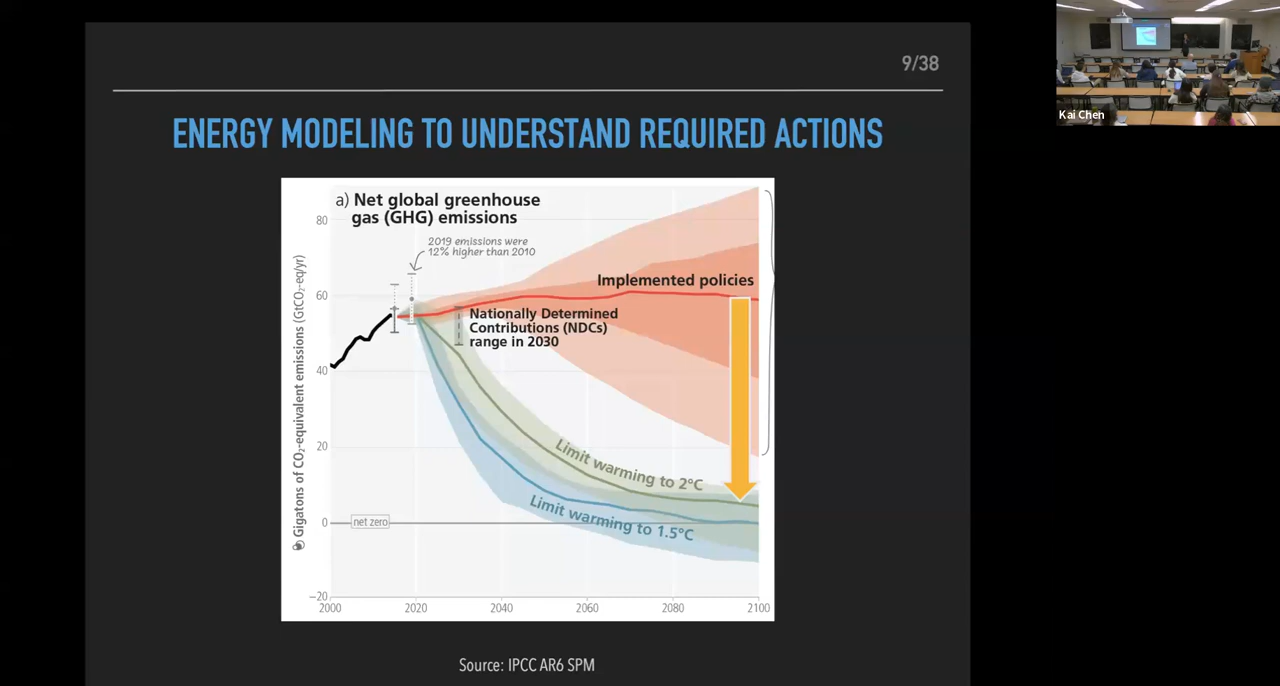 9/38
Kai Chen
ENERGY MODELING TO UNDERSTAND REQUIRED ACTIONS
a) Net global greenhouse
gas (GHG) emissions
2019 emissions were
12% higher than 2010
Implemented policies
Nationally Determined
Contributions (NDCs)
range in 2030
Limit warming to 2°C
Limit warming to 1.5°C
net zero
Gigatons of CO₂-equivalent emissions (GtCO₂-eq/yr)
80
60
40
20
0
−20
2000 2020 2040 2060 2080 2100
Source: IPCC AR6 SPM